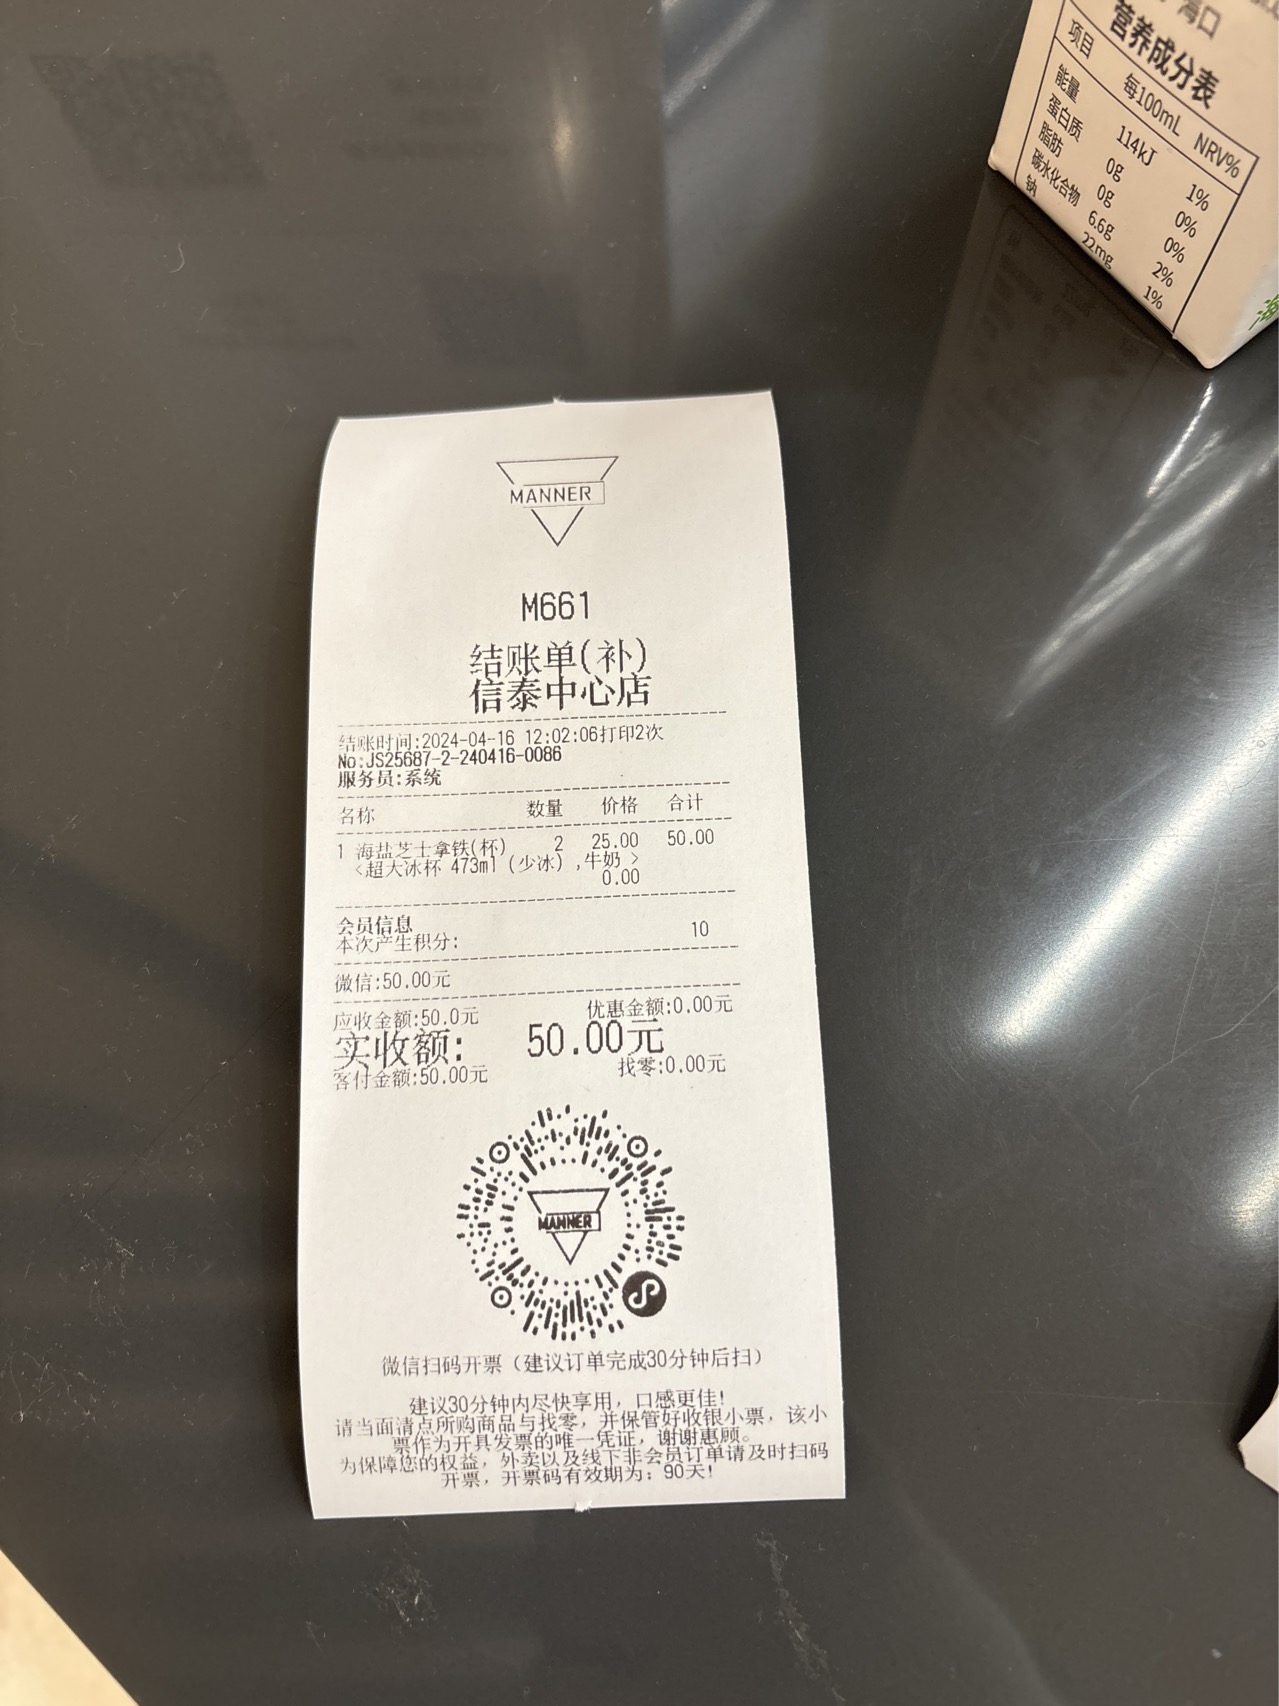 营养成分表
项目 每100mL NRV%
能量 114kJ 1%
蛋白质 0g 0%
脂肪 0g 0%
碳水化合物 6.6g 2%
钠 22mg 1%
MANNER
M661
结账单(补)
信泰中心店
结账时间:2024-04-16 12:02:06打印2次
No:JS25687-2-240416-0086
服务员:系统
名称 数量 价格 合计
1 海盐芝士拿铁(杯) 2 25.00 50.00
<超大冰杯 473ml (少冰) ,牛奶 >
0.00
会员信息
本次产生积分: 10
微信:50.00元
应收金额:50.0元 优惠金额:0.00元
实收额: 50.00元
客付金额:50.00元 找零:0.00元
MANNER
微信扫码开票（建议订单完成30分钟后扫）
建议30分钟内尽快享用，口感更佳！
请当面清点所购商品与找零，并保管好收银小票，该小
票作为开具发票的唯一凭证，谢谢惠顾。
为保障您的权益，外卖以及线下非会员订单请及时扫码
开票，开票码有效期为：90天！